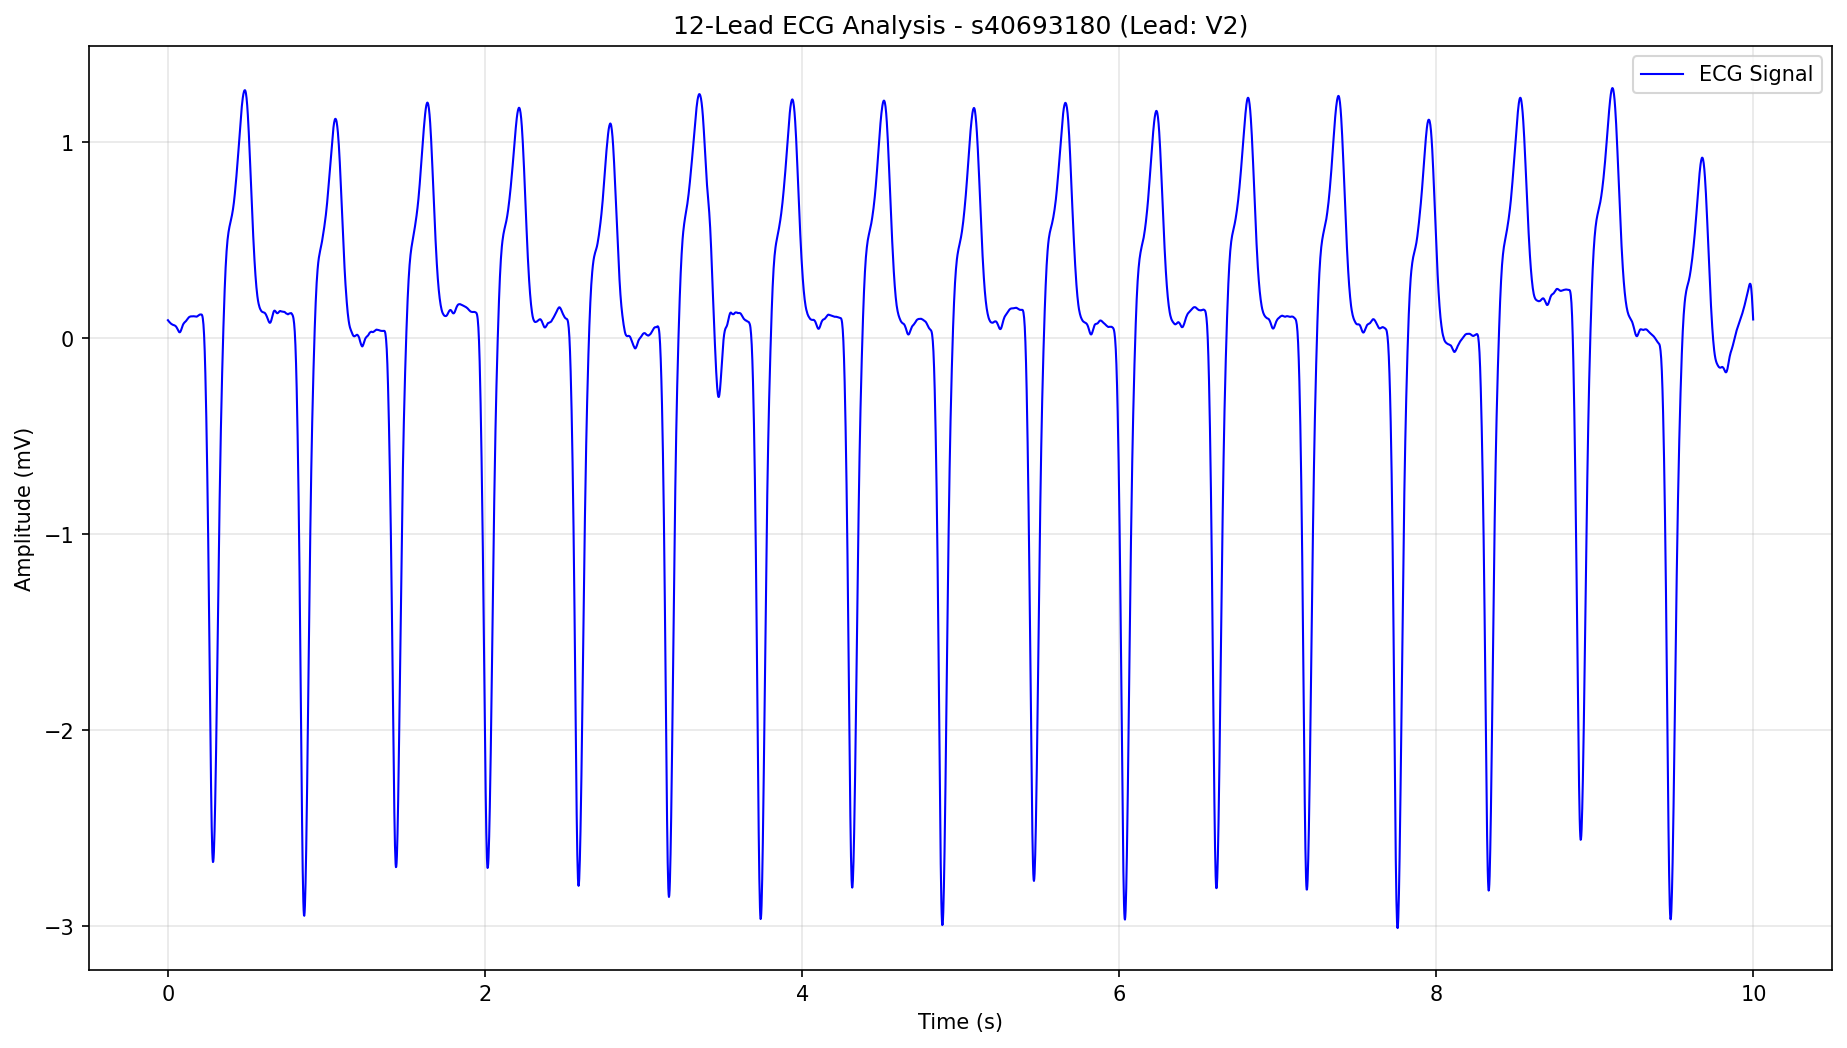 12-Lead ECG Analysis - s40693180 (Lead: V2)
ECG Signal
Amplitude (mV)
1
0
−1
−2
−3
0
2
4
6
8
10
Time (s)